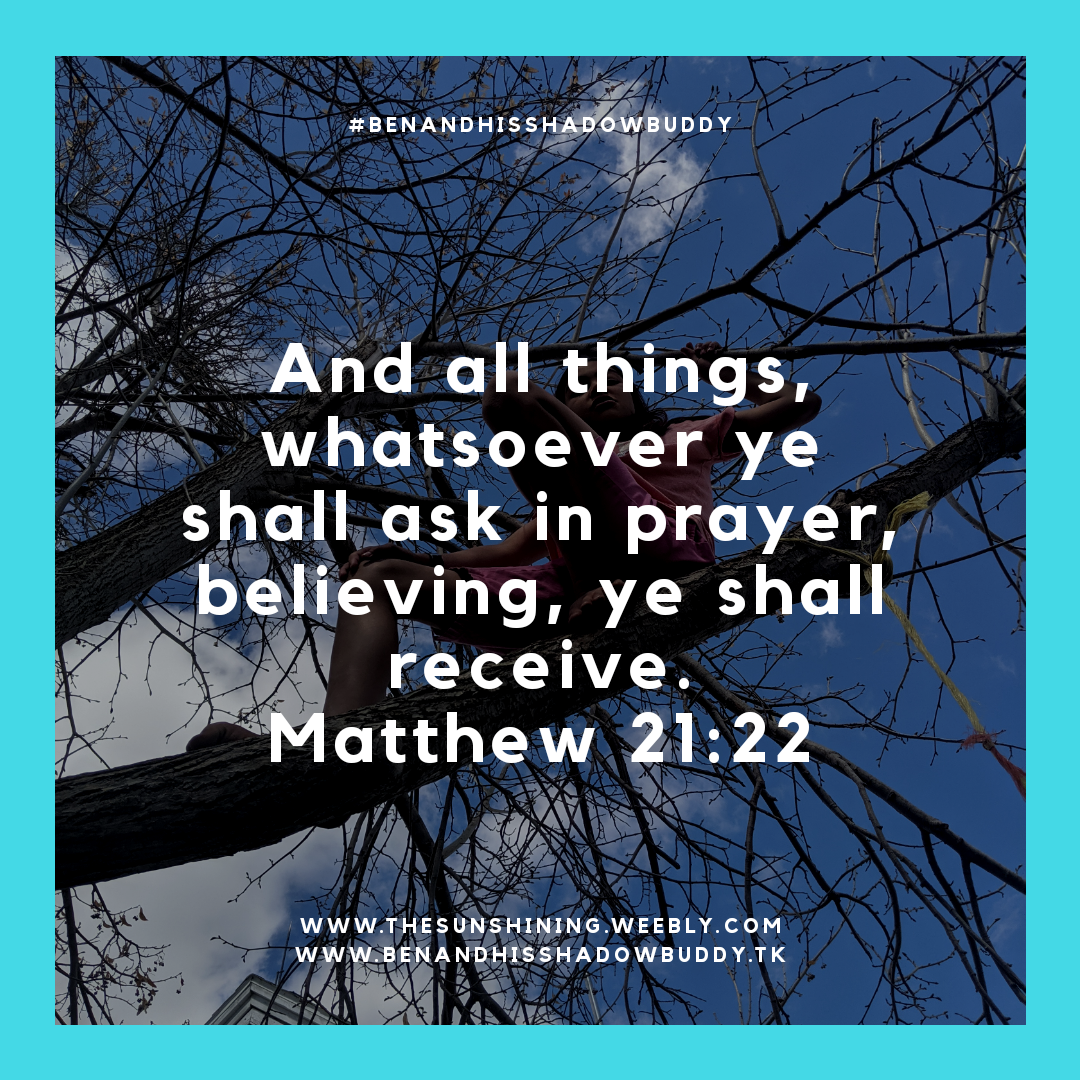 #BENANDHISSHADOWBUDDY
And all things,
whatsoever ye
shall ask in prayer,
believing, ye shall
receive.
Matthew 21:22
WWW.THESUNSHINING.WEEBLY.COM
WWW.BENANDHISSHADOWBUDDY.TK